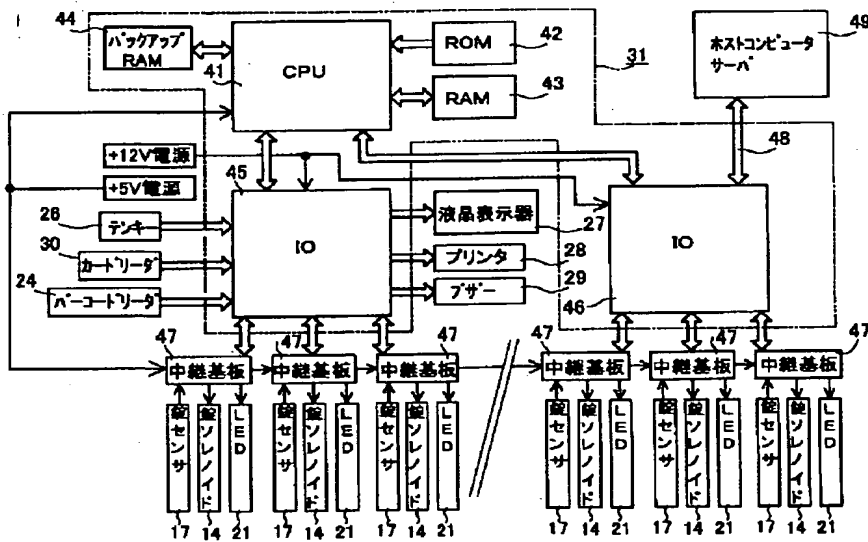 44
バックアップ
RAM
41
CPU
ROM
42
RAM
43
31
49
ホストコンピュータ
サーバ
48
+12V電源
+5V電源
45
IO
26
テンキー
30
カードリーダ
24
バーコードリーダ
液晶表示器
27
プリンタ
28
ブザー
29
IO
46
47
中継基板
47
中継基板
47
中継基板
47
中継基板
47
中継基板
47
中継基板
錠センサ
錠ソレノイド
LED
錠センサ
錠ソレノイド
LED
錠センサ
錠ソレノイド
LED
錠センサ
錠ソレノイド
LED
錠センサ
錠ソレノイド
LED
錠センサ
錠ソレノイド
LED
17 14 21 17 14 21 17 14 21 17 14 21 17 14 21 17 14 21